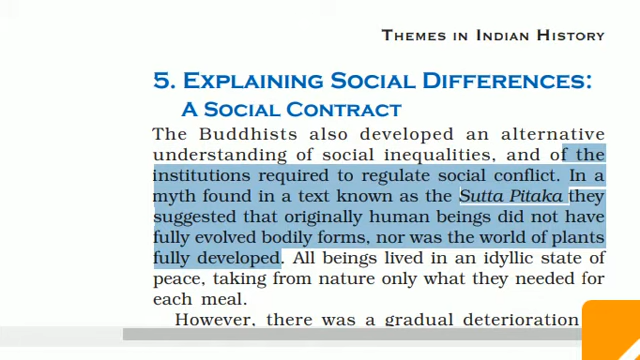 THEMES IN INDIAN HISTORY
5. EXPLAINING SOCIAL DIFFERENCES:
A SOCIAL CONTRACT
The Buddhists also developed an alternative
understanding of social inequalities, and of the
institutions required to regulate social conflict. In a
myth found in a text known as the Sutta Pitaka they
suggested that originally human beings did not have
fully evolved bodily forms, nor was the world of plants
fully developed. All beings lived in an idyllic state of
peace, taking from nature only what they needed for
each meal.
However, there was a gradual deterioration